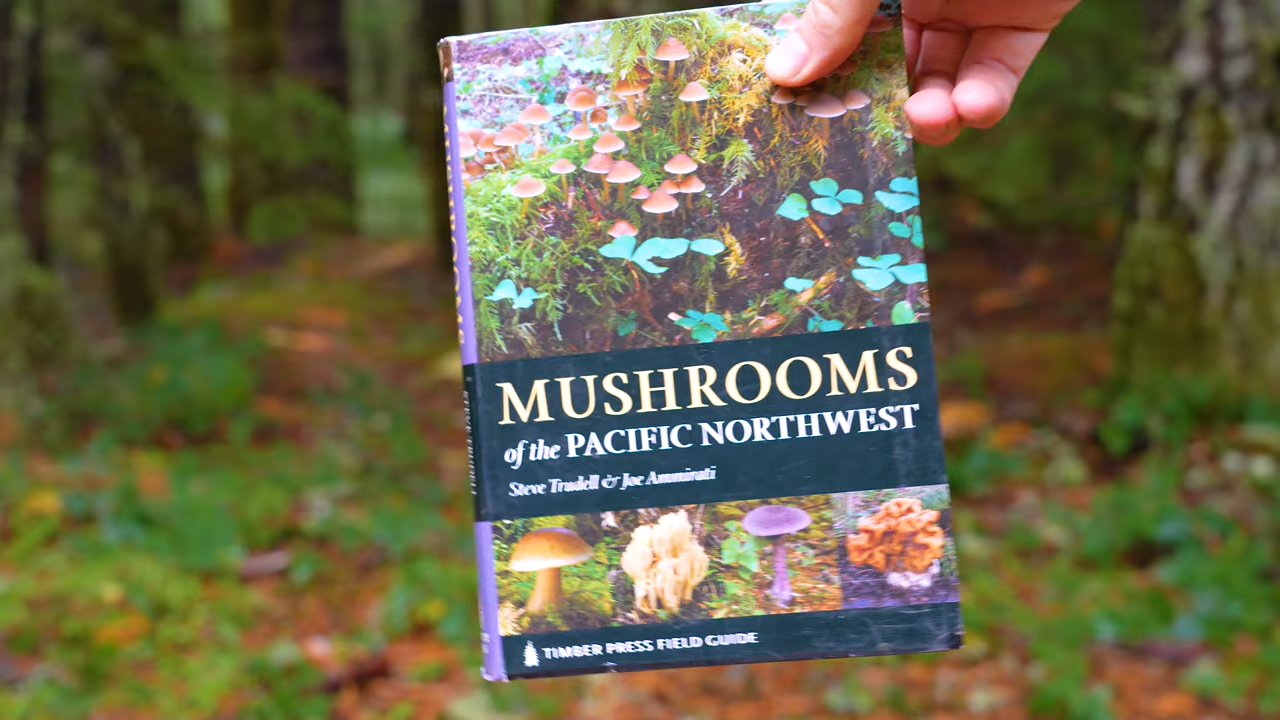 MUSHROOMS
of the PACIFIC NORTHWEST
Steve Trudell & Joe Ammirati
TIMBER PRESS FIELD GUIDE